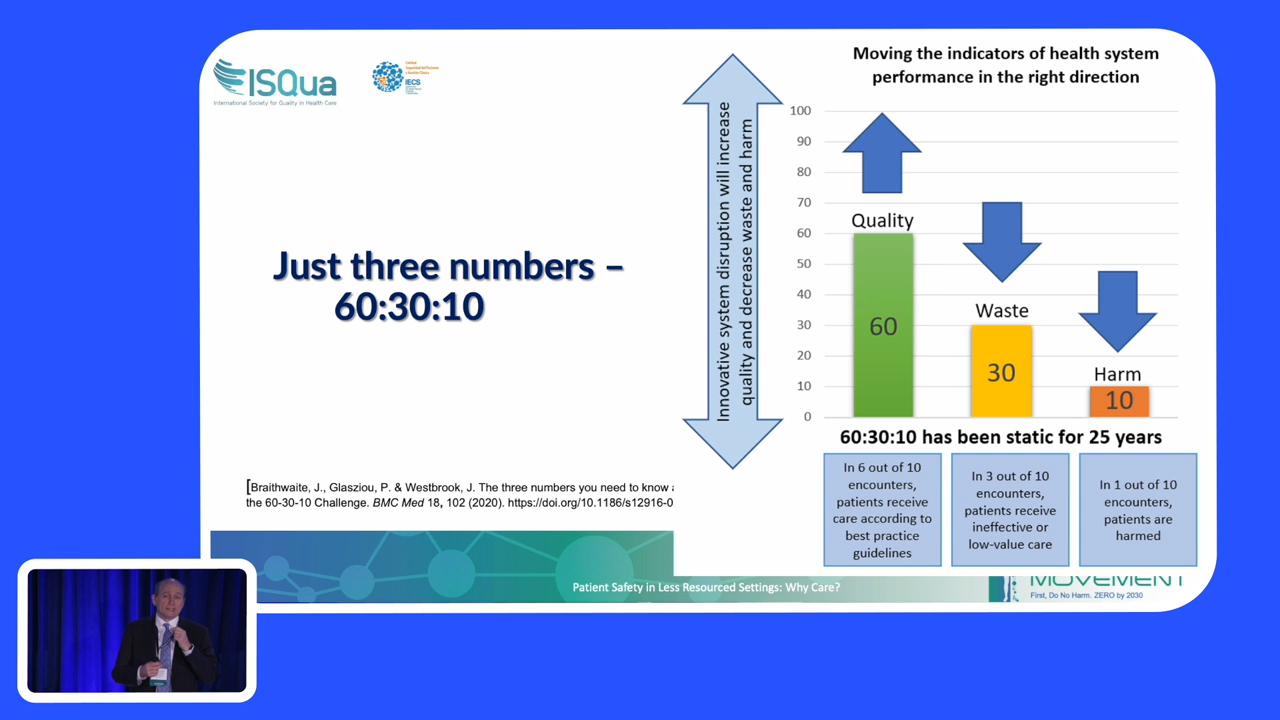 ISQua
International Society for Quality in Health Care
IECS
Just three numbers –
60:30:10
[Braithwaite, J., Glasziou, P. & Westbrook, J. The three numbers you need to know
the 60-30-10 Challenge. BMC Med 18, 102 (2020). https://doi.org/10.1186/s12916-0
Innovative system disruption will increase
quality and decrease waste and harm
Moving the indicators of health system
performance in the right direction
100
90
80
70
60
50
40
30
20
10
0
Quality
60
Waste
30
Harm
10
60:30:10 has been static for 25 years
In 6 out of 10
encounters,
patients receive
care according to
best practice
guidelines
In 3 out of 10
encounters,
patients receive
ineffective or
low-value care
In 1 out of 10
encounters,
patients are
harmed
Patient Safety in Less Resourced Settings: Why Care?
MOVEMENT
First, Do No Harm. ZERO by 2030